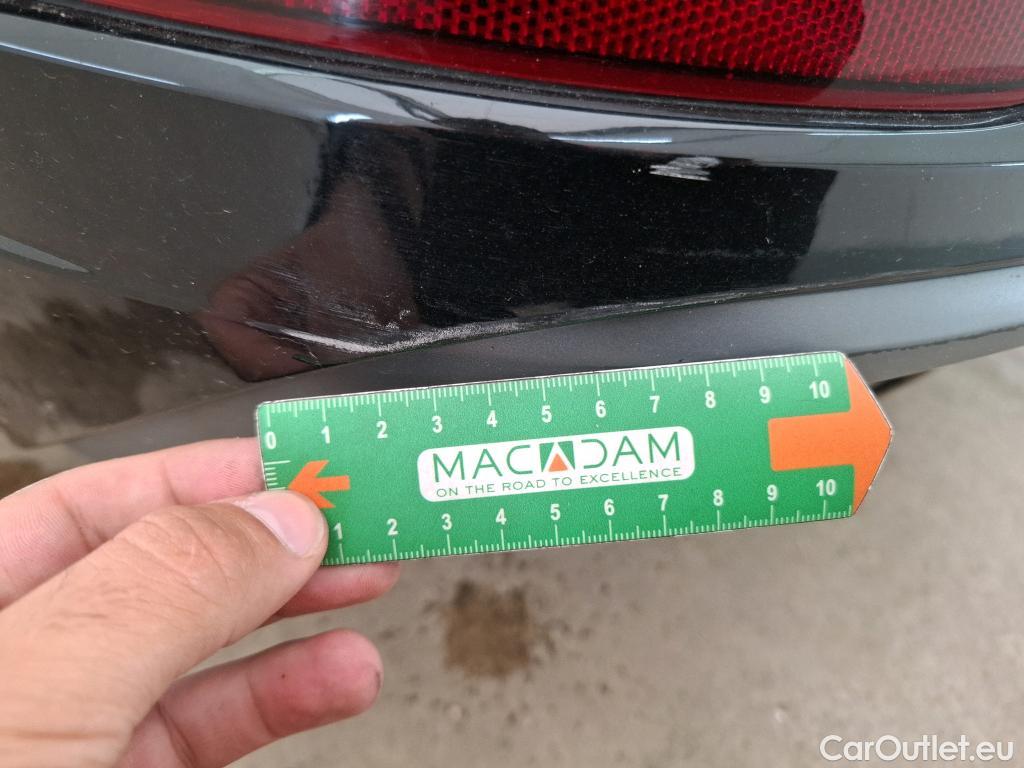 0 1 2 3 4 5 6 7 8 9 10
MACADAM
ON THE ROAD TO EXCELLENCE
1 2 3 4 5 6 7 8 9 10
CarOutlet.eu